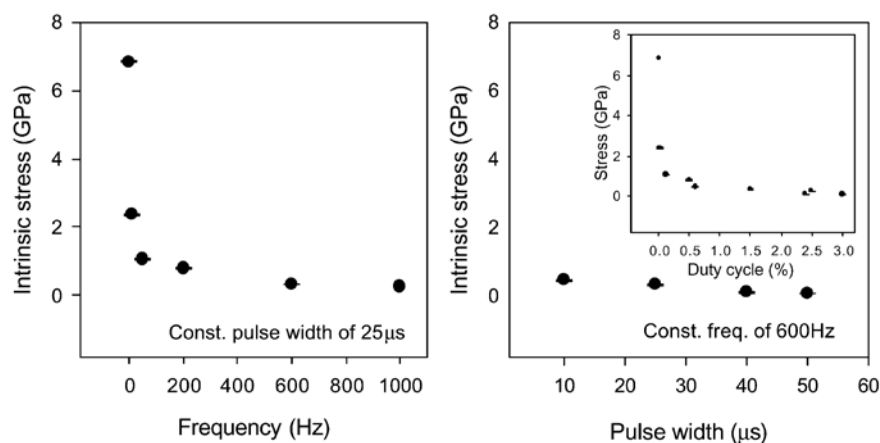 8
6
4
2
0
Intrinsic stress (GPa)
Const. pulse width of 25μs
0 200 400 600 800 1000
Frequency (Hz)
8
6
4
2
0
Intrinsic stress (GPa)
8
6
4
2
0
Stress (GPa)
0.0 0.5 1.0 1.5 2.0 2.5 3.0
Duty cycle (%)
Const. freq. of 600Hz
10 20 30 40 50 60
Pulse width (μs)